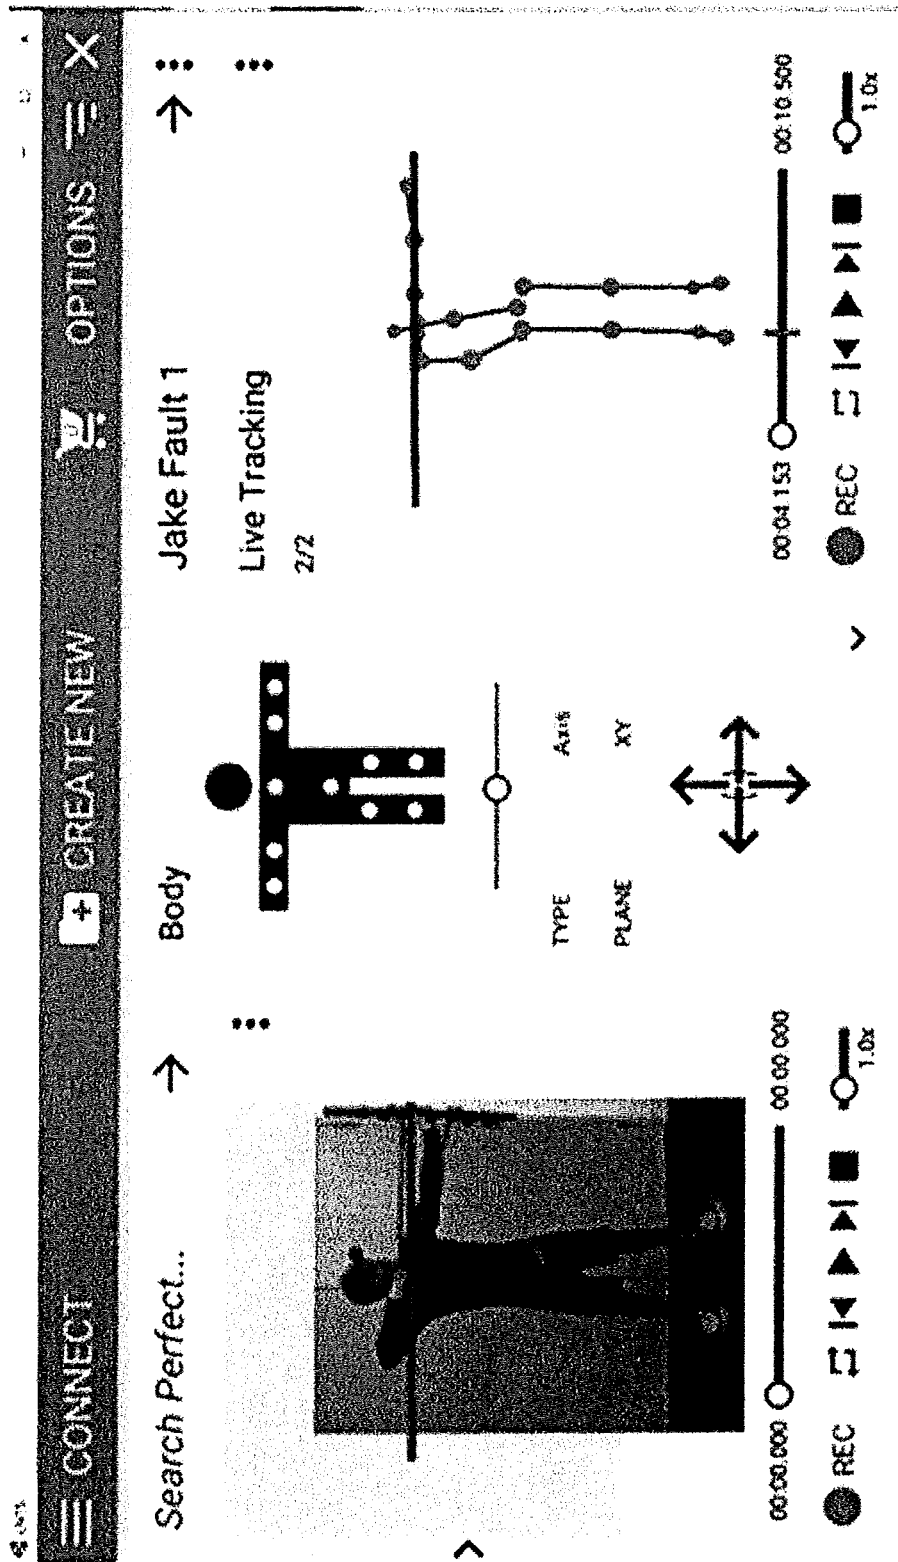 CONNECT
CREATE NEW
OPTIONS
Search Perfect...
00:00.000
00:00.000
REC
1.0x
Body
TYPE
Axis
PLANE
XY
Jake Fault 1
Live Tracking
2/2
00:04.153
00:10.500
REC
1.0x